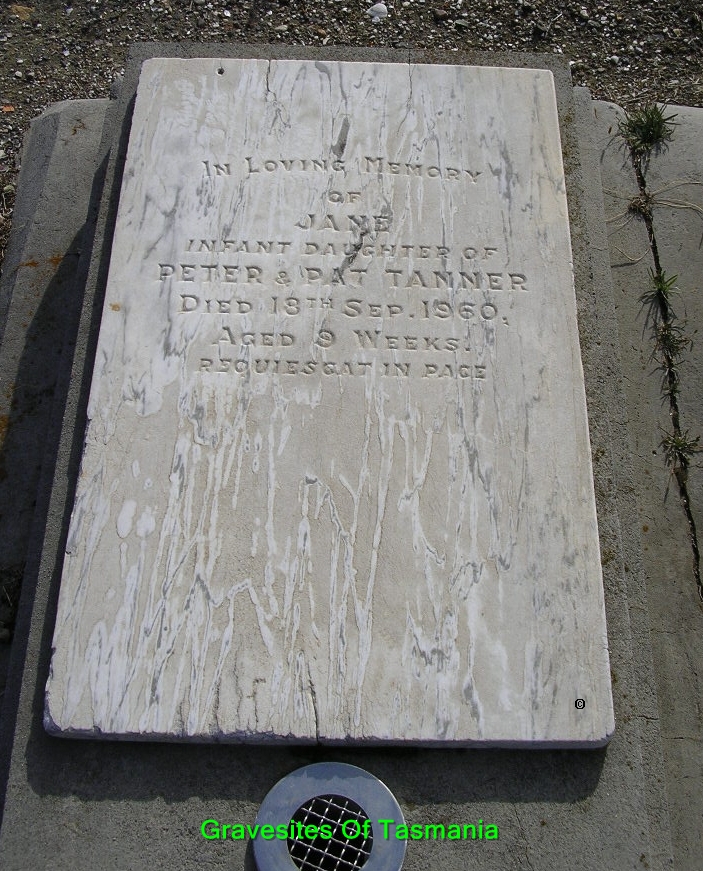 IN LOVING MEMORY
OF
JANE
INFANT DAUGHTER OF
PETER & PAT TANNER
DIED 18TH SEP. 1960.
AGED 9 WEEKS.
REQUIESCAT IN PACE
©
Gravesites Of Tasmania